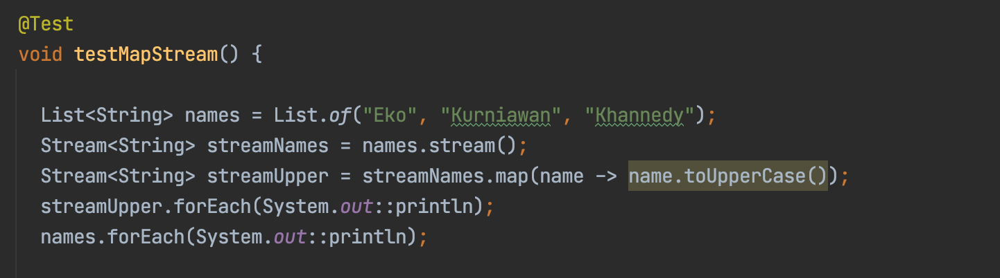 @Test
void testMapStream() {
List<String> names = List.of("Eko", "Kurniawan", "Khannedy");
Stream<String> streamNames = names.stream();
Stream<String> streamUpper = streamNames.map(name -> name.toUpperCase());
streamUpper.forEach(System.out::println);
names.forEach(System.out::println);